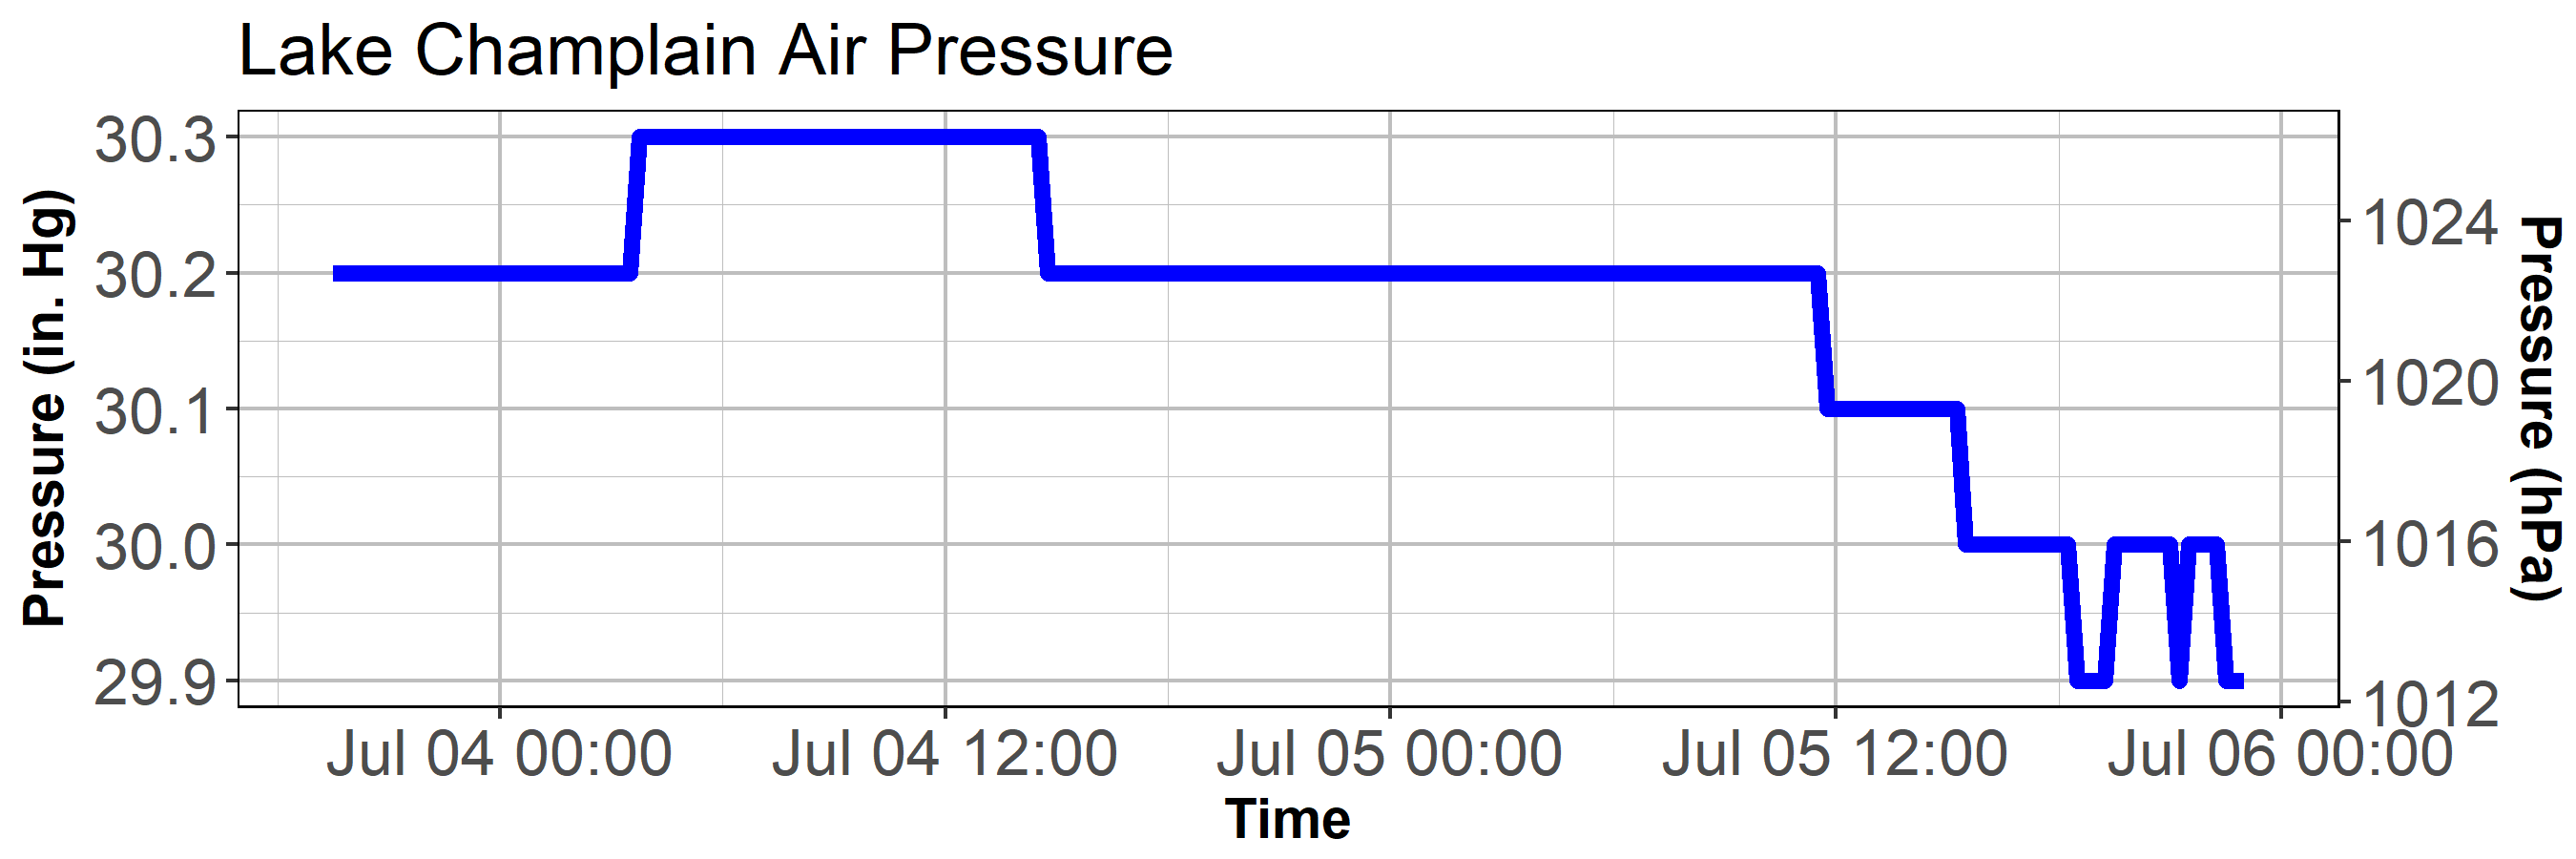 Lake Champlain Air Pressure
Pressure (in. Hg)
30.3
30.2
30.1
30.0
29.9
1024
1020
1016
1012
Pressure (hPa)
Jul 04 00:00 Jul 04 12:00 Jul 05 00:00 Jul 05 12:00 Jul 06 00:00
Time